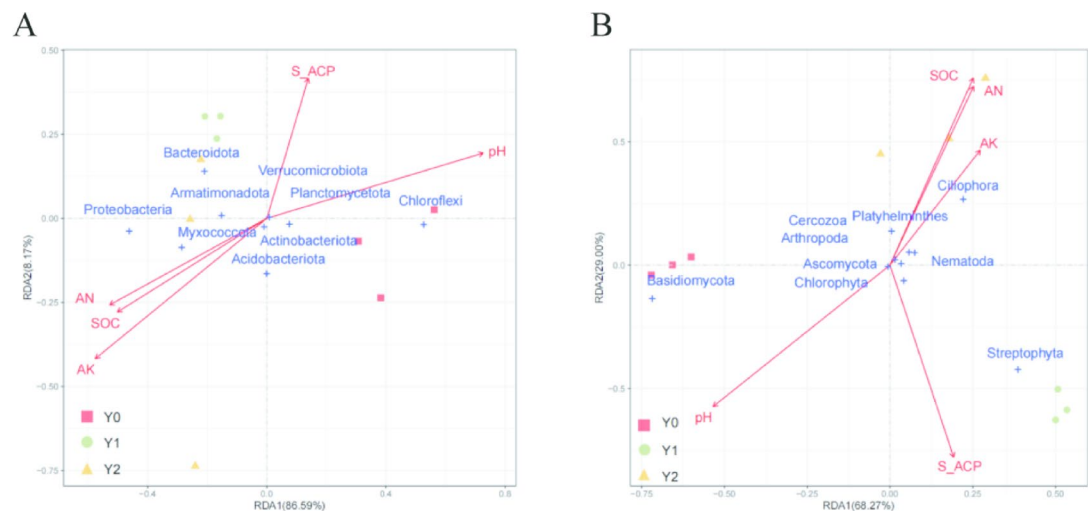 A
0.50
S_ACP
0.25
pH
Bacteroidota
Verrucomicrobiota
Armatimonadota
Planctomycetota
Chloroflexi
Proteobacteria
0.00
Myxococcota
Actinobacteriota
Acidobacteriota
RDA2(8.17%)
AN
−0.25
SOC
AK
−0.50
Y0
Y1
Y2
−0.75
−0.4
0.0
0.4
0.8
RDA1(86.59%)
B
SOC
AN
0.5
AK
Ciliophora
Cercozoa
Platyhelminthes
Arthropoda
Ascomycota
Nematoda
0.0
Basidiomycota
Chlorophyta
RDA2(29.00%)
Streptophyta
−0.5
pH
Y0
Y1
S_ACP
Y2
−0.75
−0.50
−0.25
0.00
0.25
0.50
RDA1(68.27%)